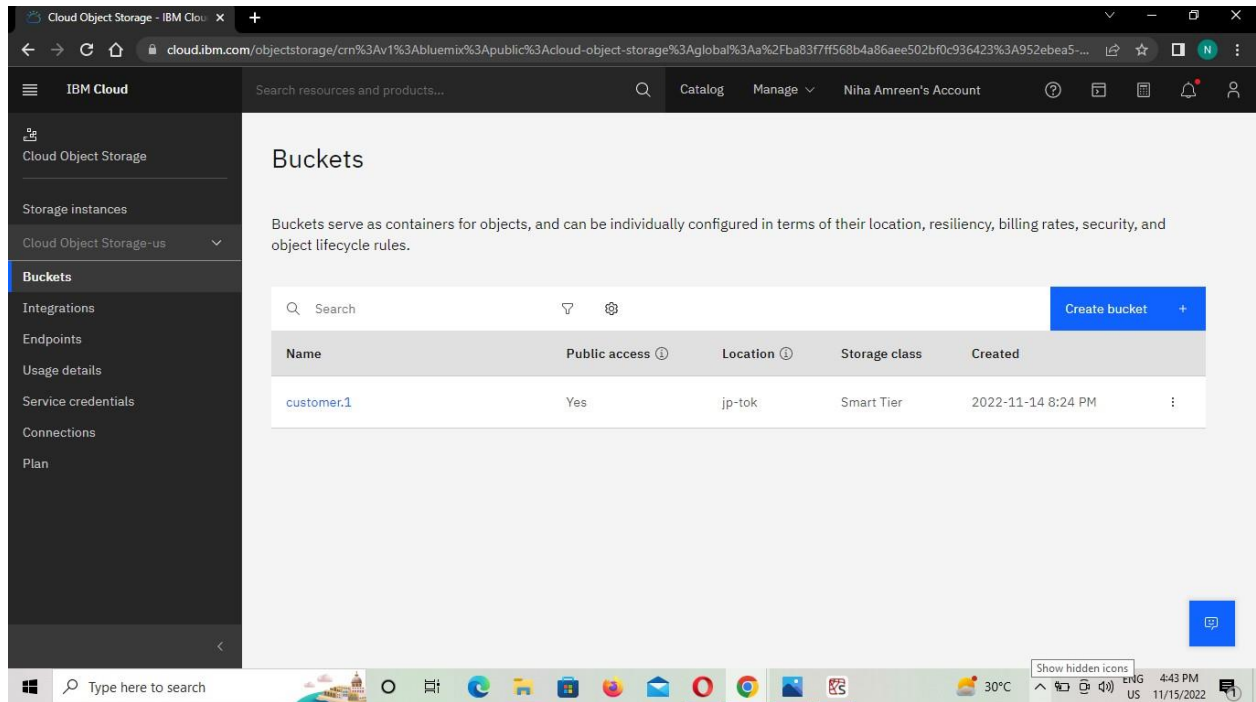 Cloud Object Storage - IBM Clou
cloud.ibm.com/objectstorage/crn%3Av1%3Abluemix%3Apublic%3Acloud-object-storage%3Aglobal%3Aa%2Fba83f7ff568b4a86aee502bf0c936423%3A952ebea5-...
N
IBM Cloud
Search resources and products...
Catalog
Manage
Niha Amreen's Account
Cloud Object Storage
Storage instances
Cloud Object Storage-us
Buckets
Integrations
Endpoints
Usage details
Service credentials
Connections
Plan
Buckets
Buckets serve as containers for objects, and can be individually configured in terms of their location, resiliency, billing rates, security, and
object lifecycle rules.
Search
Create bucket +
Name Public access Location Storage class Created
customer.1 Yes jp-tok Smart Tier 2022-11-14 8:24 PM
Show hidden icons
Type here to search
30°C
ENG
US
4:43 PM
11/15/2022
1